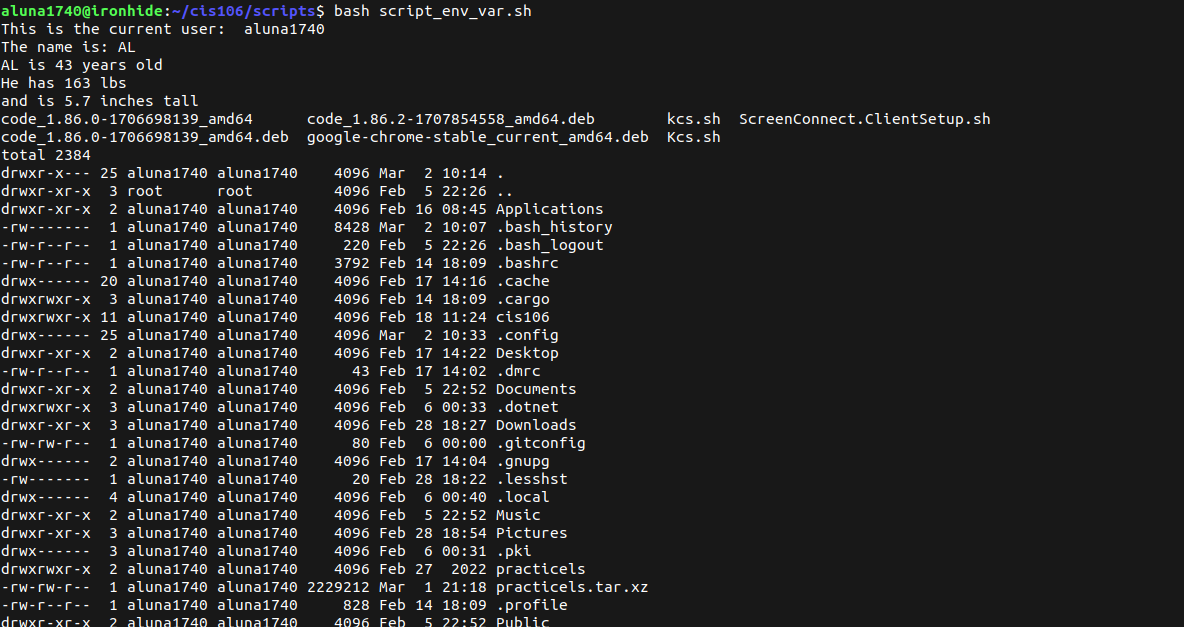 aluna1740@ironhide:~/cis106/scripts$ bash script_env_var.sh
This is the current user:  aluna1740
The name is: AL
AL is 43 years old
He has 163 lbs
and is 5.7 inches tall
code_1.86.0-1706698139_amd64      code_1.86.2-1707854558_amd64.deb        kcs.sh  ScreenConnect.ClientSetup.sh
code_1.86.0-1706698139_amd64.deb  google-chrome-stable_current_amd64.deb  Kcs.sh
total 2384
drwxr-x--- 25 aluna1740 aluna1740    4096 Mar  2 10:14 .
drwxr-xr-x  3 root      root         4096 Feb  5 22:26 ..
drwxr-xr-x  2 aluna1740 aluna1740    4096 Feb 16 08:45 Applications
-rw-------  1 aluna1740 aluna1740    8428 Mar  2 10:07 .bash_history
-rw-r--r--  1 aluna1740 aluna1740     220 Feb  5 22:26 .bash_logout
-rw-r--r--  1 aluna1740 aluna1740    3792 Feb 14 18:09 .bashrc
drwx------ 20 aluna1740 aluna1740    4096 Feb 17 14:16 .cache
drwxrwxr-x  3 aluna1740 aluna1740    4096 Feb 14 18:09 .cargo
drwxrwxr-x 11 aluna1740 aluna1740    4096 Feb 18 11:24 cis106
drwx------ 25 aluna1740 aluna1740    4096 Mar  2 10:33 .config
drwxr-xr-x  2 aluna1740 aluna1740    4096 Feb 17 14:22 Desktop
-rw-r--r--  1 aluna1740 aluna1740      43 Feb 17 14:02 .dmrc
drwxr-xr-x  2 aluna1740 aluna1740    4096 Feb  5 22:52 Documents
drwxrwxr-x  3 aluna1740 aluna1740    4096 Feb  6 00:33 .dotnet
drwxr-xr-x  3 aluna1740 aluna1740    4096 Feb 28 18:27 Downloads
-rw-rw-r--  1 aluna1740 aluna1740      80 Feb  6 00:00 .gitconfig
drwx------  2 aluna1740 aluna1740    4096 Feb 17 14:04 .gnupg
-rw-------  1 aluna1740 aluna1740      20 Feb 28 18:22 .lesshst
drwx------  4 aluna1740 aluna1740    4096 Feb  6 00:40 .local
drwxr-xr-x  2 aluna1740 aluna1740    4096 Feb  5 22:52 Music
drwxr-xr-x  3 aluna1740 aluna1740    4096 Feb 28 18:54 Pictures
drwx------  3 aluna1740 aluna1740    4096 Feb  6 00:31 .pki
drwxrwxr-x  2 aluna1740 aluna1740    4096 Feb 27  2022 practicels
-rw-rw-r--  1 aluna1740 aluna1740 2229212 Mar  1 21:18 practicels.tar.xz
-rw-r--r--  1 aluna1740 aluna1740     828 Feb 14 18:09 .profile
drwxr-xr-x  2 aluna1740 aluna1740    4096 Feb  5 22:52 Public